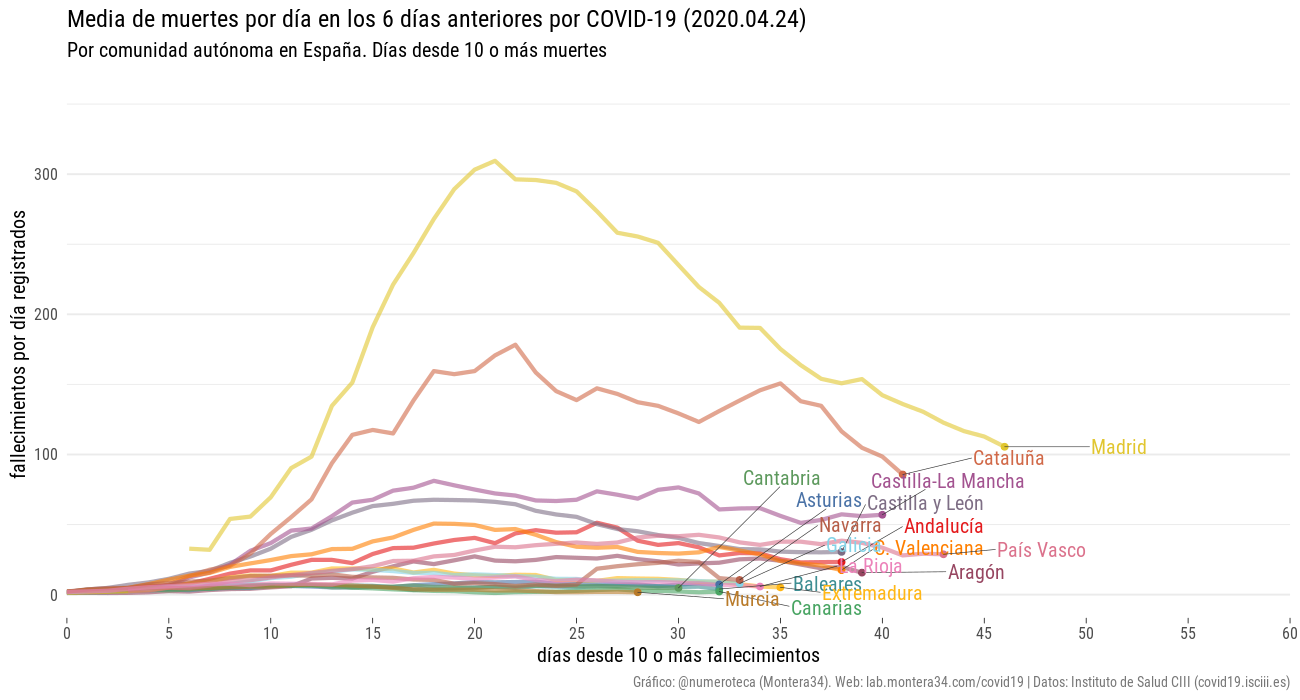 Media de muertes por día en los 6 días anteriores por COVID-19 (2020.04.24)
Por comunidad autónoma en España. Días desde 10 o más muertes
fallecimientos por día registrados
300
200
100
0
Madrid
Cataluña
Cantabria
Castilla-La Mancha
Asturias
Castilla y León
Navarra
Andalucía
Galicia
C. Valenciana
País Vasco
La Rioja
Aragón
Baleares
Extremadura
Murcia
Canarias
0 5 10 15 20 25 30 35 40 45 50 55 60
días desde 10 o más fallecimientos
Gráfico: @numeroteca (Montera34). Web: lab.montera34.com/covid19 | Datos: Instituto de Salud CIII (covid19.isciii.es)